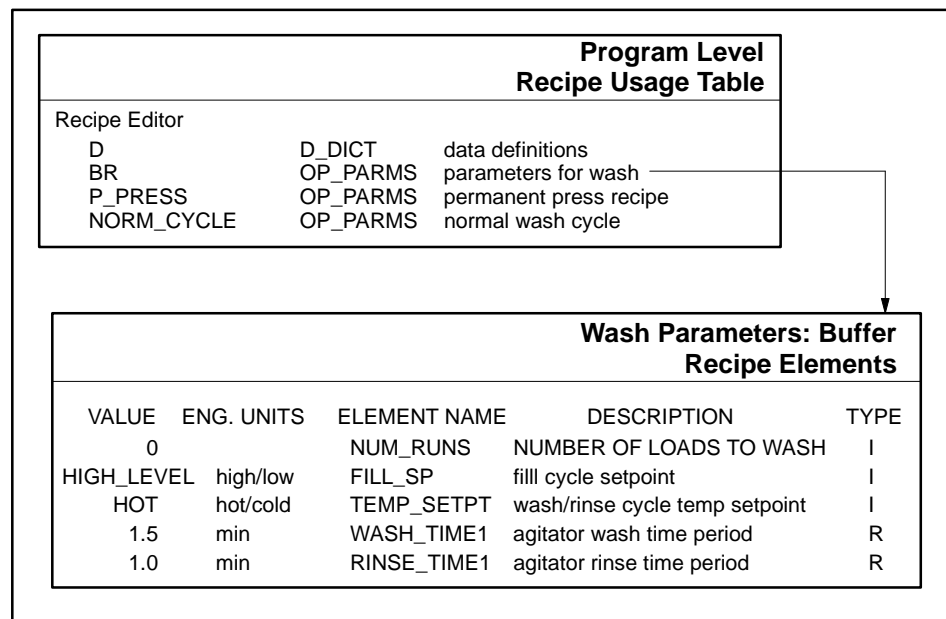 Program Level
Recipe Usage Table
Recipe Editor
D D_DICT data definitions
BR OP_PARMS parameters for wash
P_PRESS OP_PARMS permanent press recipe
NORM_CYCLE OP_PARMS normal wash cycle
Wash Parameters: Buffer
Recipe Elements
VALUE ENG. UNITS ELEMENT NAME DESCRIPTION TYPE
0 NUM_RUNS NUMBER OF LOADS TO WASH I
HIGH_LEVEL high/low FILL_SP filll cycle setpoint I
HOT hot/cold TEMP_SETPT wash/rinse cycle temp setpoint I
1.5 min WASH_TIME1 agitator wash time period R
1.0 min RINSE_TIME1 agitator rinse time period R